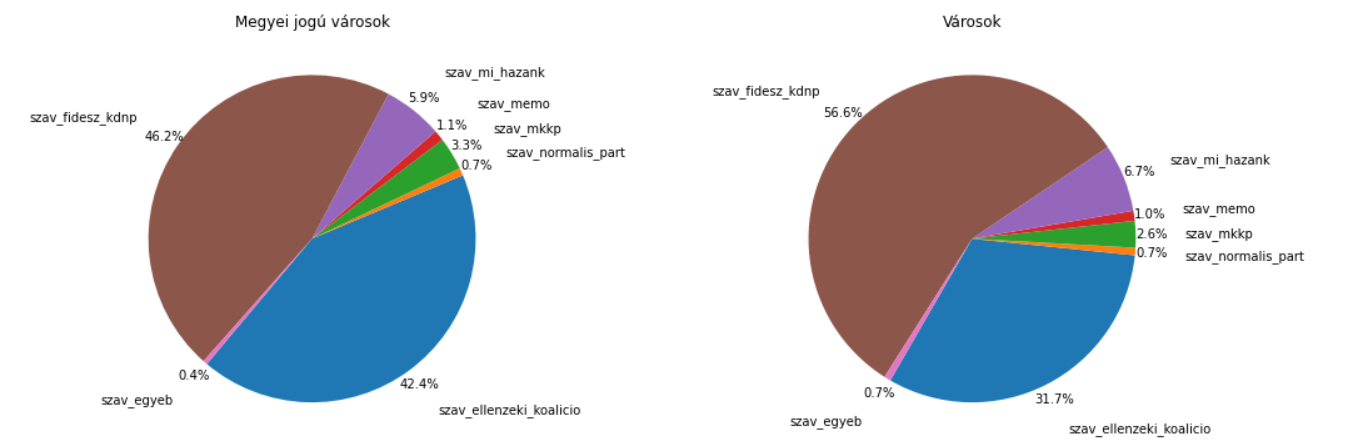 Megyei jogú városok
szav_mi_hazank
5.9%
szav_memo
szav_fidesz_kdnp
1.1%
szav_mkkp
46.2%
3.3%
szav_normalis_part
0.7%
0.4%
42.4%
szav_egyeb
szav_ellenzeki_koalicio
Városok
szav_fidesz_kdnp
56.6%
szav_mi_hazank
6.7%
szav_memo
1.0%
szav_mkkp
2.6%
0.7%
szav_normalis_part
0.7%
31.7%
szav_egyeb
szav_ellenzeki_koalicio